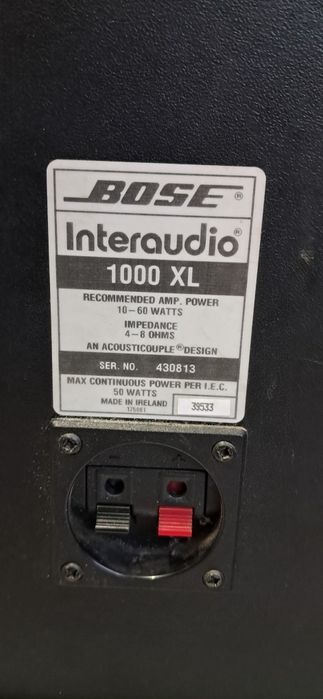 BOSE®
Interaudio®
1000 XL
RECOMMENDED AMP. POWER
10-60 WATTS
IMPEDANCE
4-8 OHMS
AN ACOUSTICOUPLE® DESIGN
SER. NO. 430813
MAX CONTINUOUS POWER PER I.E.C.
50 WATTS
MADE IN IRELAND 39533